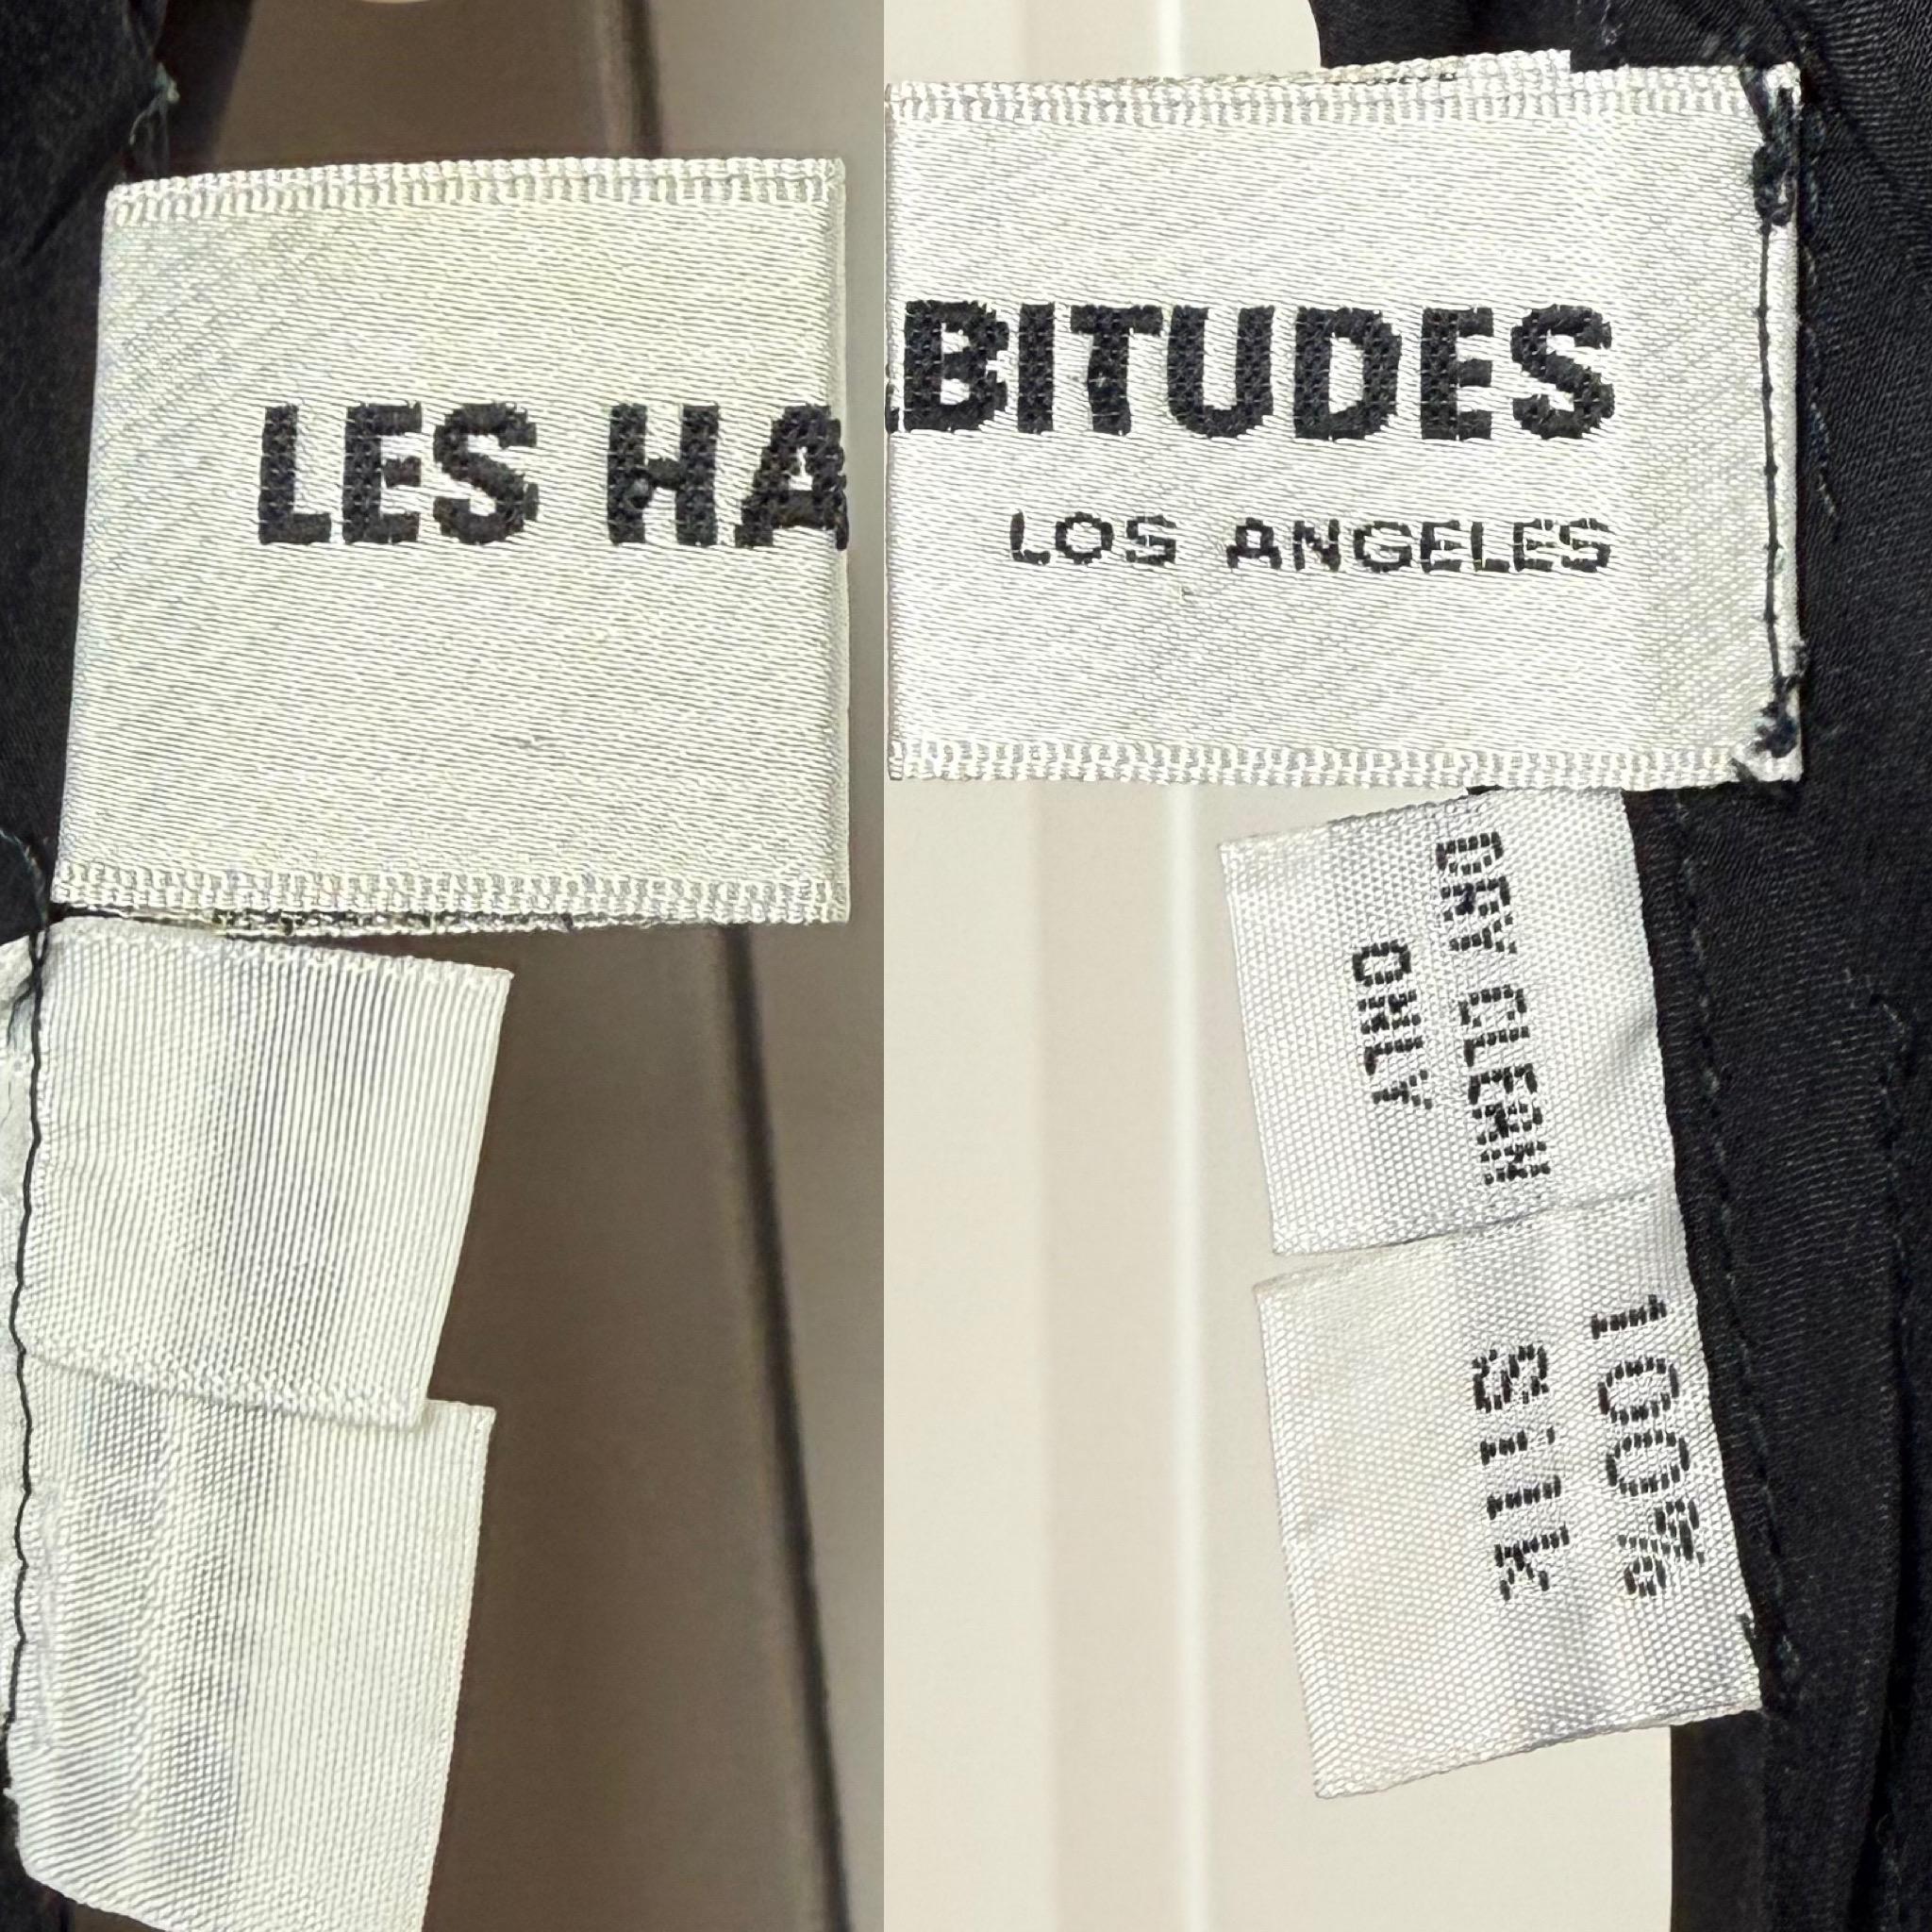 LES HA
BITUDES
LOS ANGELES
DRY CLEAN
ONLY
100%
Silk